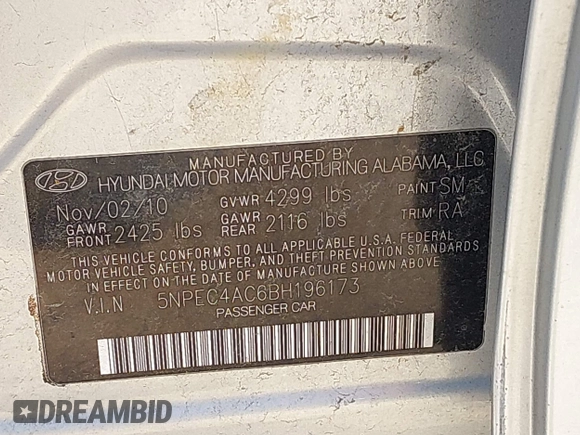 MANUFACTURED BY
HYUNDAI MOTOR MANUFACTURING ALABAMA, LLC
Nov/02/10 GVWR 4299 lbs PAINT SM
GAWR FRONT 2425 lbs GAWR REAR 2116 lbs TRIM RA
THIS VEHICLE CONFORMS TO ALL APPLICABLE U.S.A. FEDERAL
MOTOR VEHICLE SAFETY, BUMPER, AND THEFT PREVENTION STANDARDS
IN EFFECT ON THE DATE OF MANUFACTURE SHOWN ABOVE.
V.I.N 5NPEC4AC6BH196173
PASSENGER CAR
DREAMBID